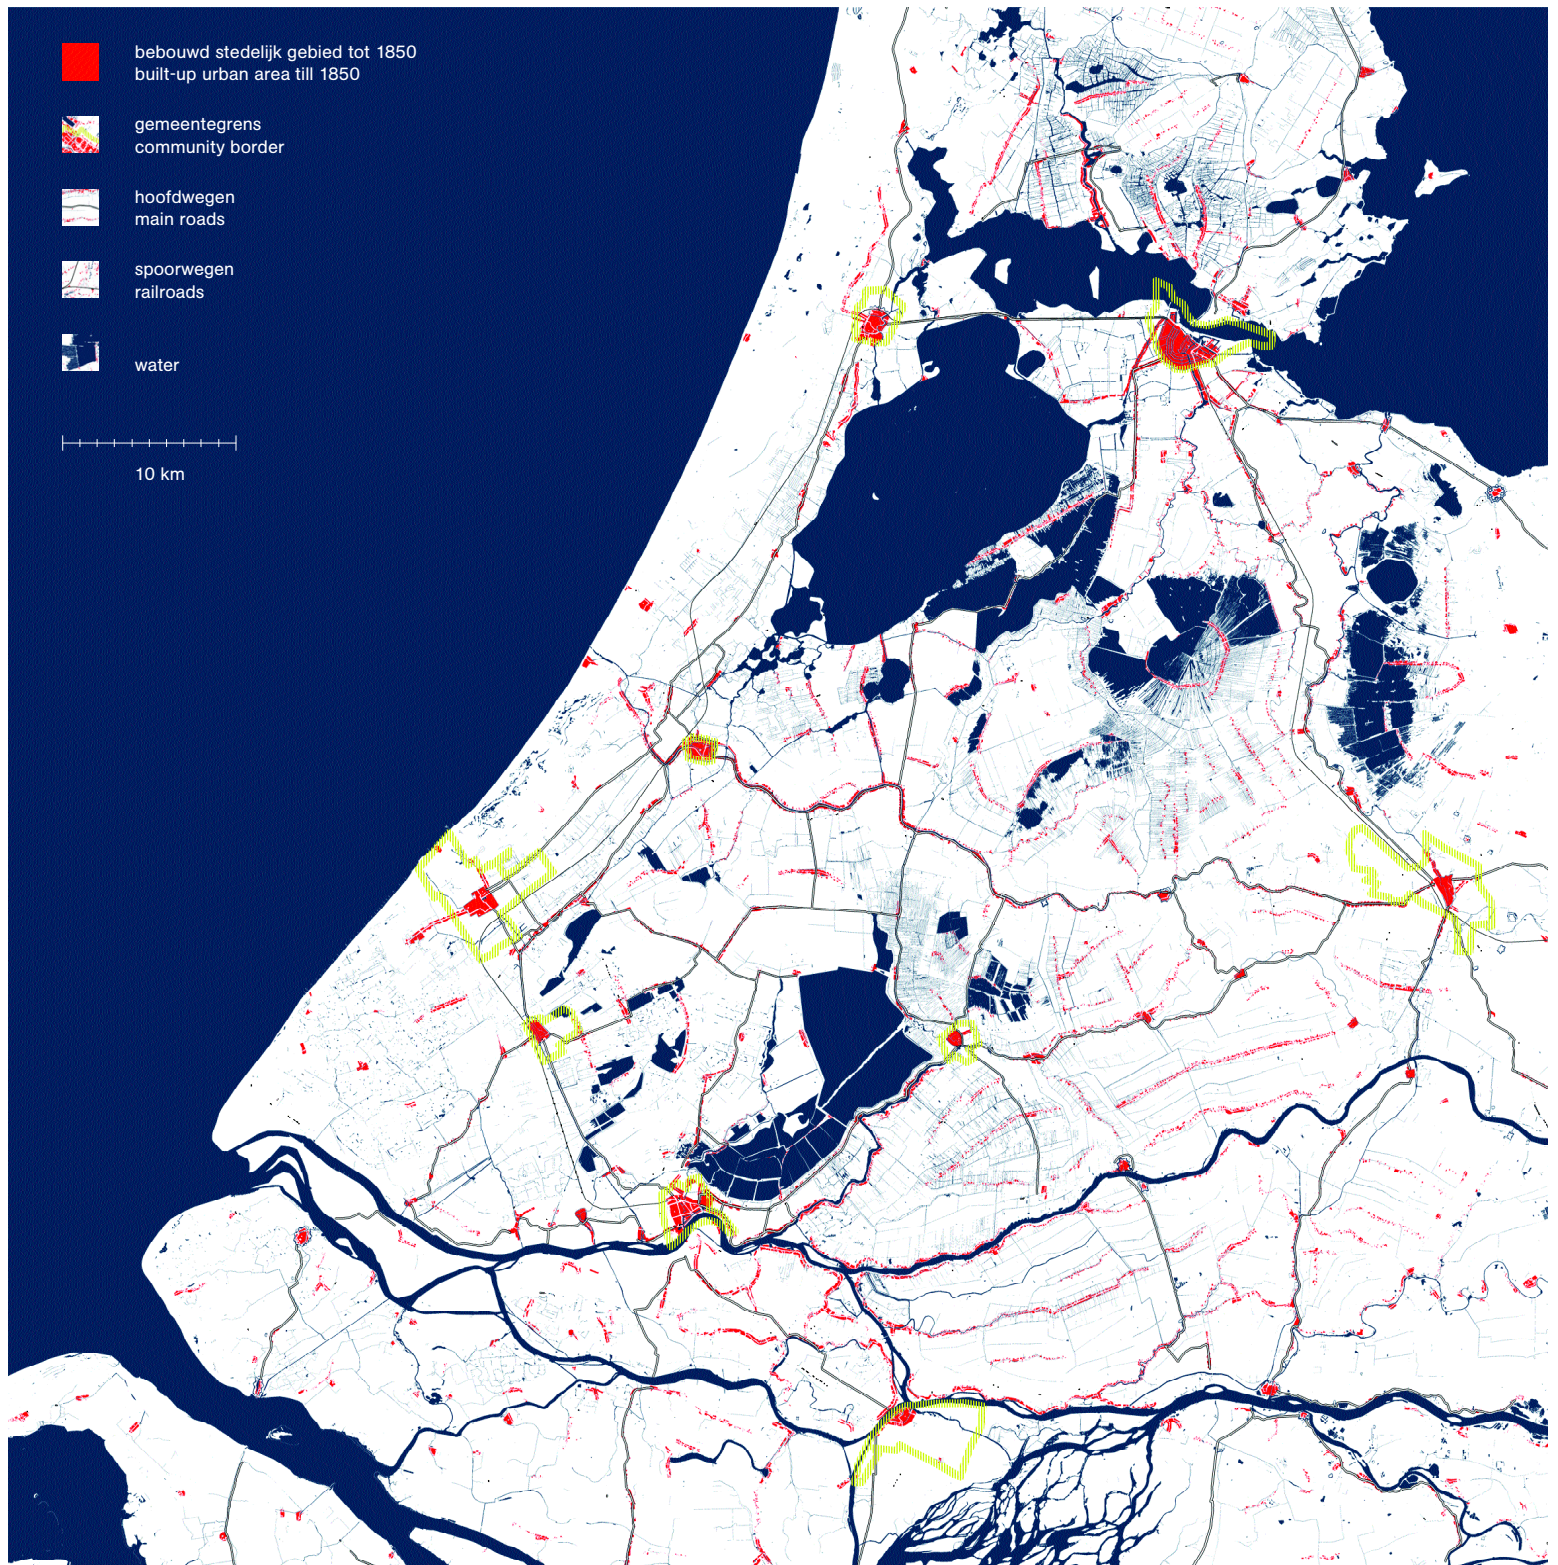 bebouwd stedelijk gebied tot 1850
built-up urban area till 1850
gemeentegrens
community border
hoofdwegen
main roads
spoorwegen
railroads
water
10 km